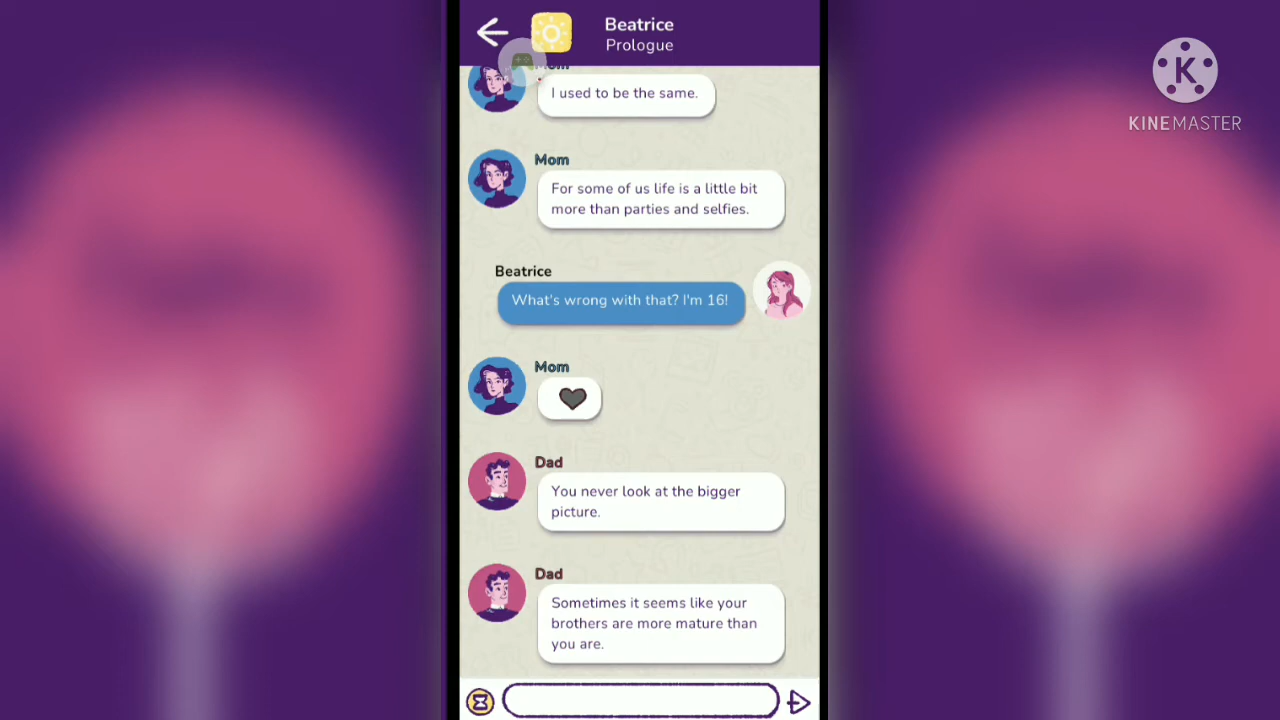 Beatrice
Prologue
KINEMASTER
Mom
I used to be the same.
Mom
For some of us life is a little bit
more than parties and selfies.
Beatrice
What's wrong with that? I'm 16!
Mom
Dad
You never look at the bigger
picture.
Dad
Sometimes it seems like your
brothers are more mature than
you are.